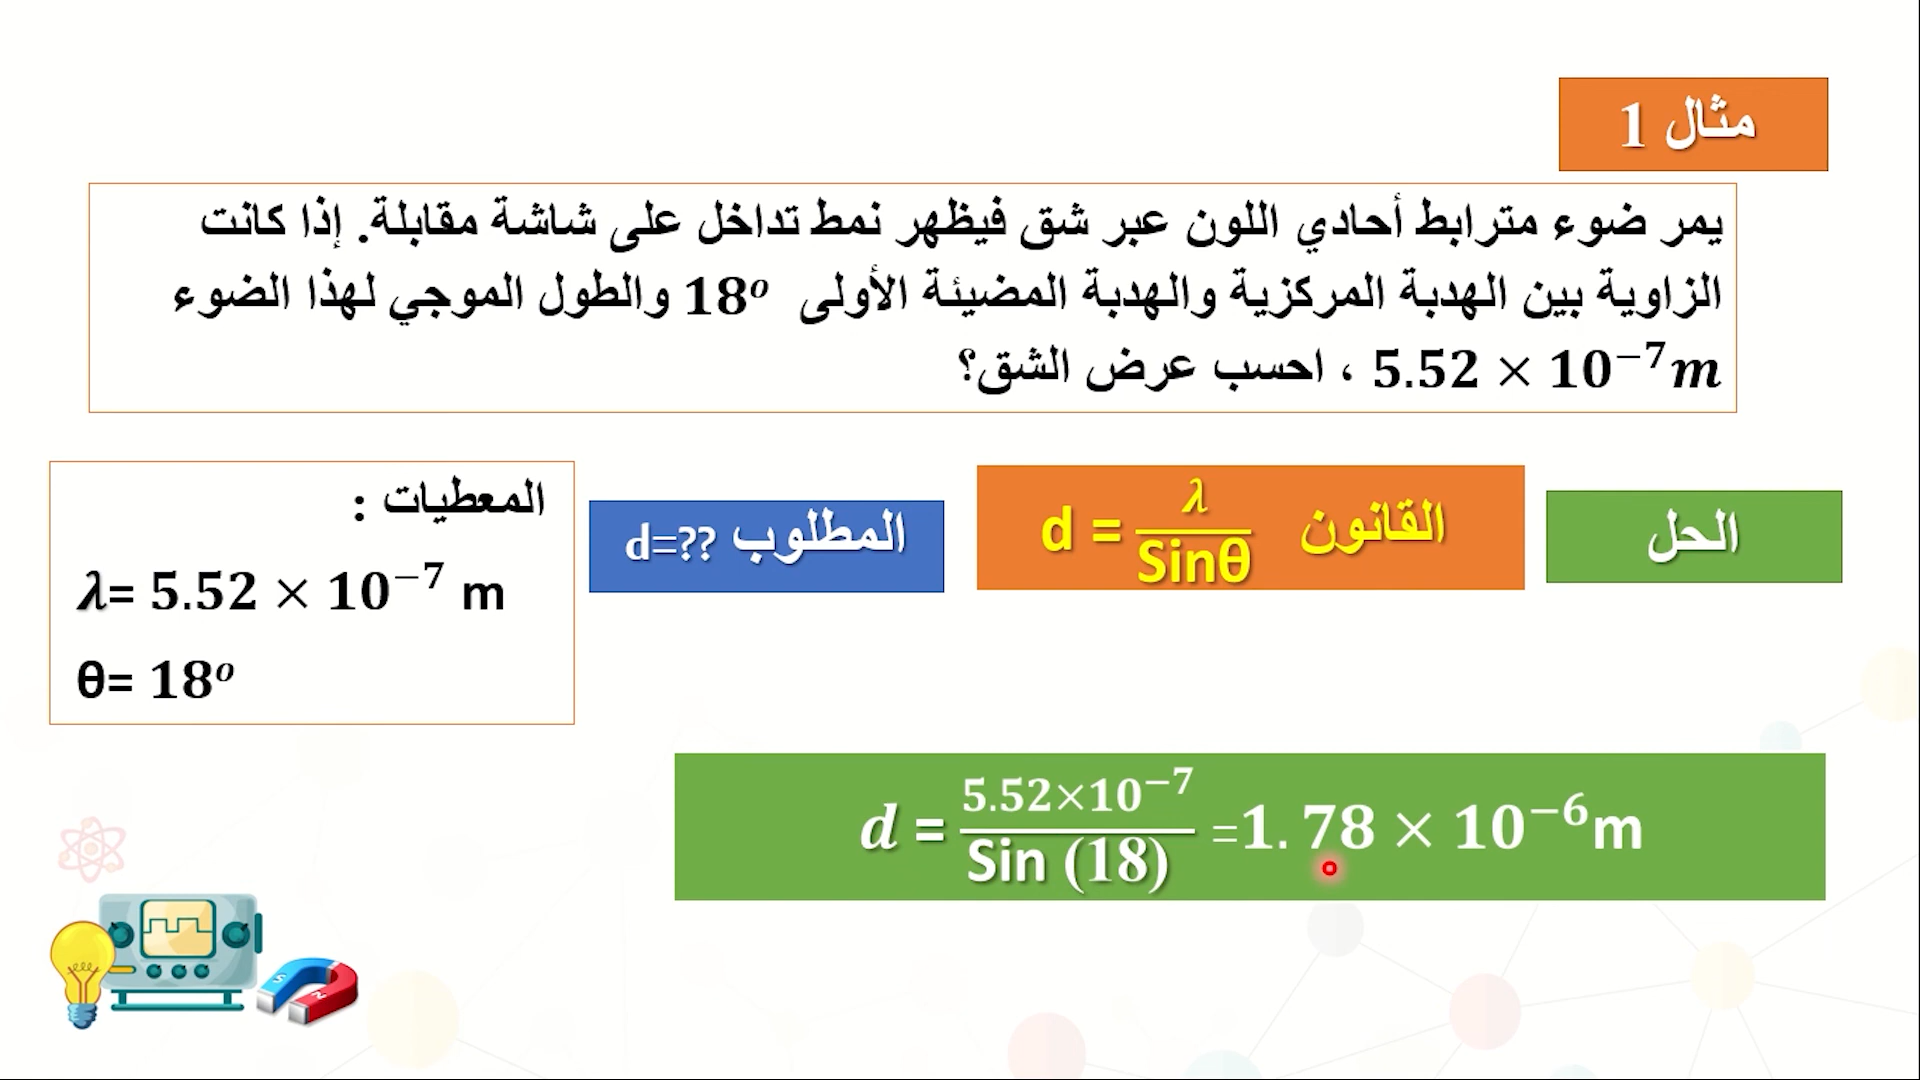 مثال 1
يمر ضوء مترابط أحادي اللون عبر شق فيظهر نمط تداخل على شاشة مقابلة. إذا كانت
الزاوية بين الهدبة المركزية والهدبة المضيئة الأولى 18° والطول الموجي لهذا الضوء
5.52 × 10⁻⁷m ، احسب عرض الشق؟
الحل
القانون d = λ/Sinθ
المطلوب d=??
المعطيات :
λ= 5.52 × 10⁻⁷ m
θ= 18°
d = 5.52×10⁻⁷/Sin (18) =1.78 × 10⁻⁶m
S N